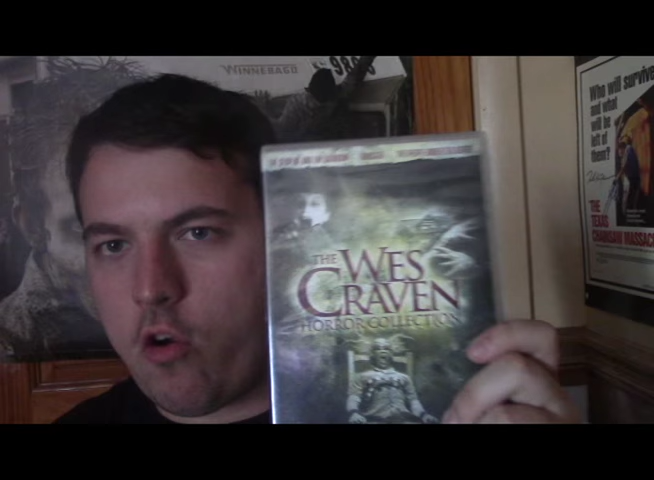 WINNEBAGO
THE WES
CRAVEN
HORROR COLLECTION
Who will survive
and what
will be
left of
them?
THE
TEXAS
CHAINSAW MASSAC